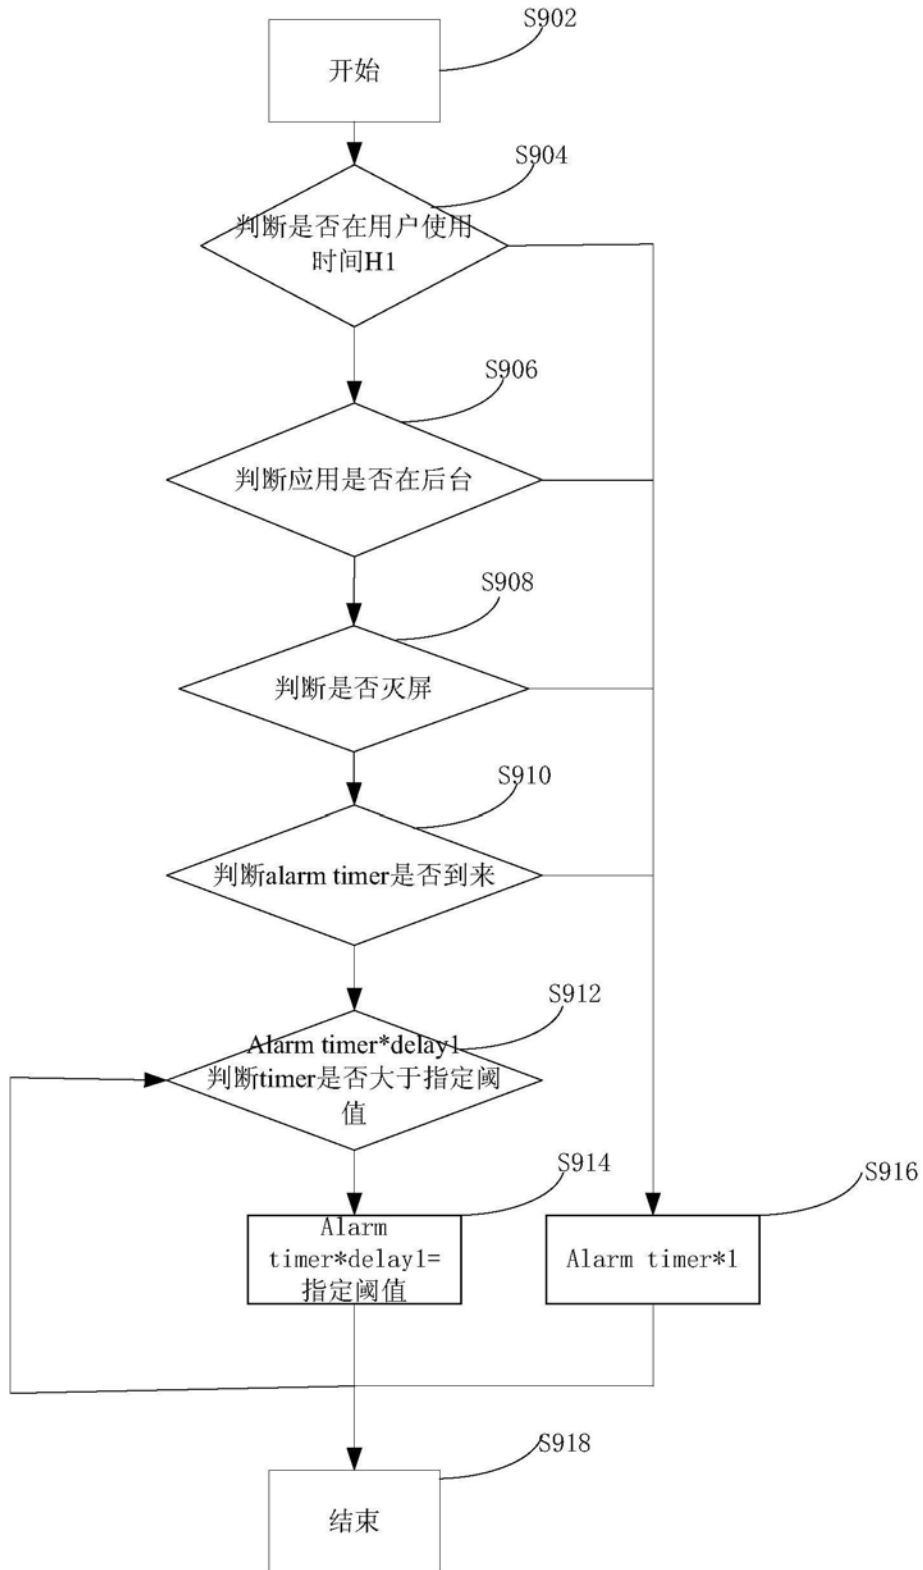 S902
开始
S904
判断是否在用户使用
时间H1
S906
判断应用是否在后台
S908
判断是否灭屏
S910
判断alarm timer是否到来
S912
Alarm timer*delay1
判断timer是否大于指定阈
值
S914
Alarm
timer*delay1=
指定阈值
S916
Alarm timer*1
S918
结束